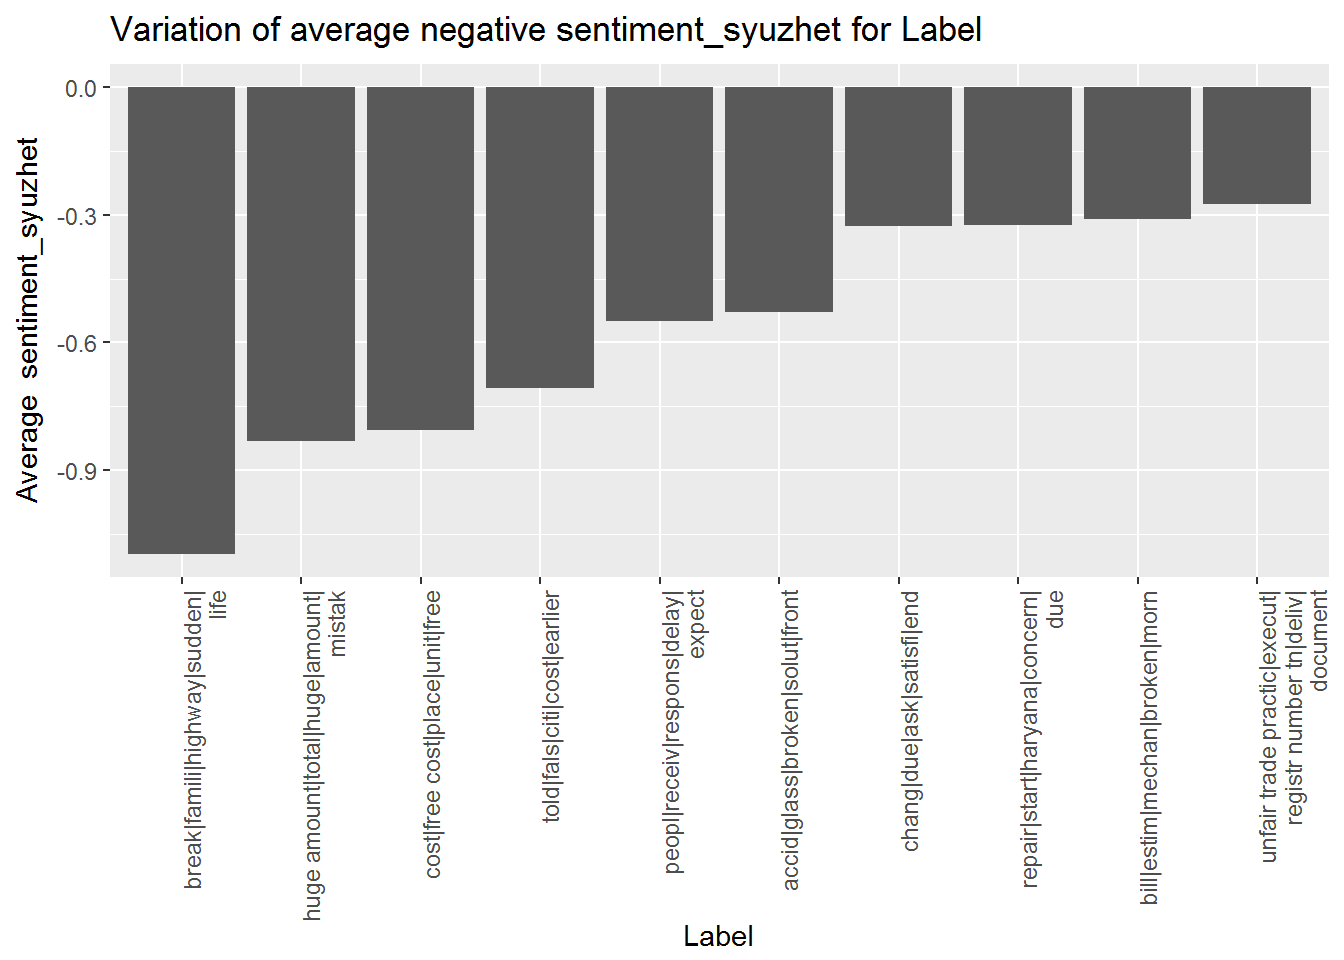 Variation of average negative sentiment_syuzhet for Label
Average sentiment_syuzhet
0.0
-0.3
-0.6
-0.9
break|famili|highway|sudden|
life
huge amount|total|huge|amount|
mistak
cost|free cost|place|unit|free
told|fals|citi|cost|earlier
peopl|receiv|respons|delay|
expect
accid|glass|broken|solut|front
chang|due|ask|satisfi|end
repair|start|haryana|concern|
due
bill|estim|mechan|broken|morn
unfair trade practic|execut|
registr number tn|deliv|
document
Label